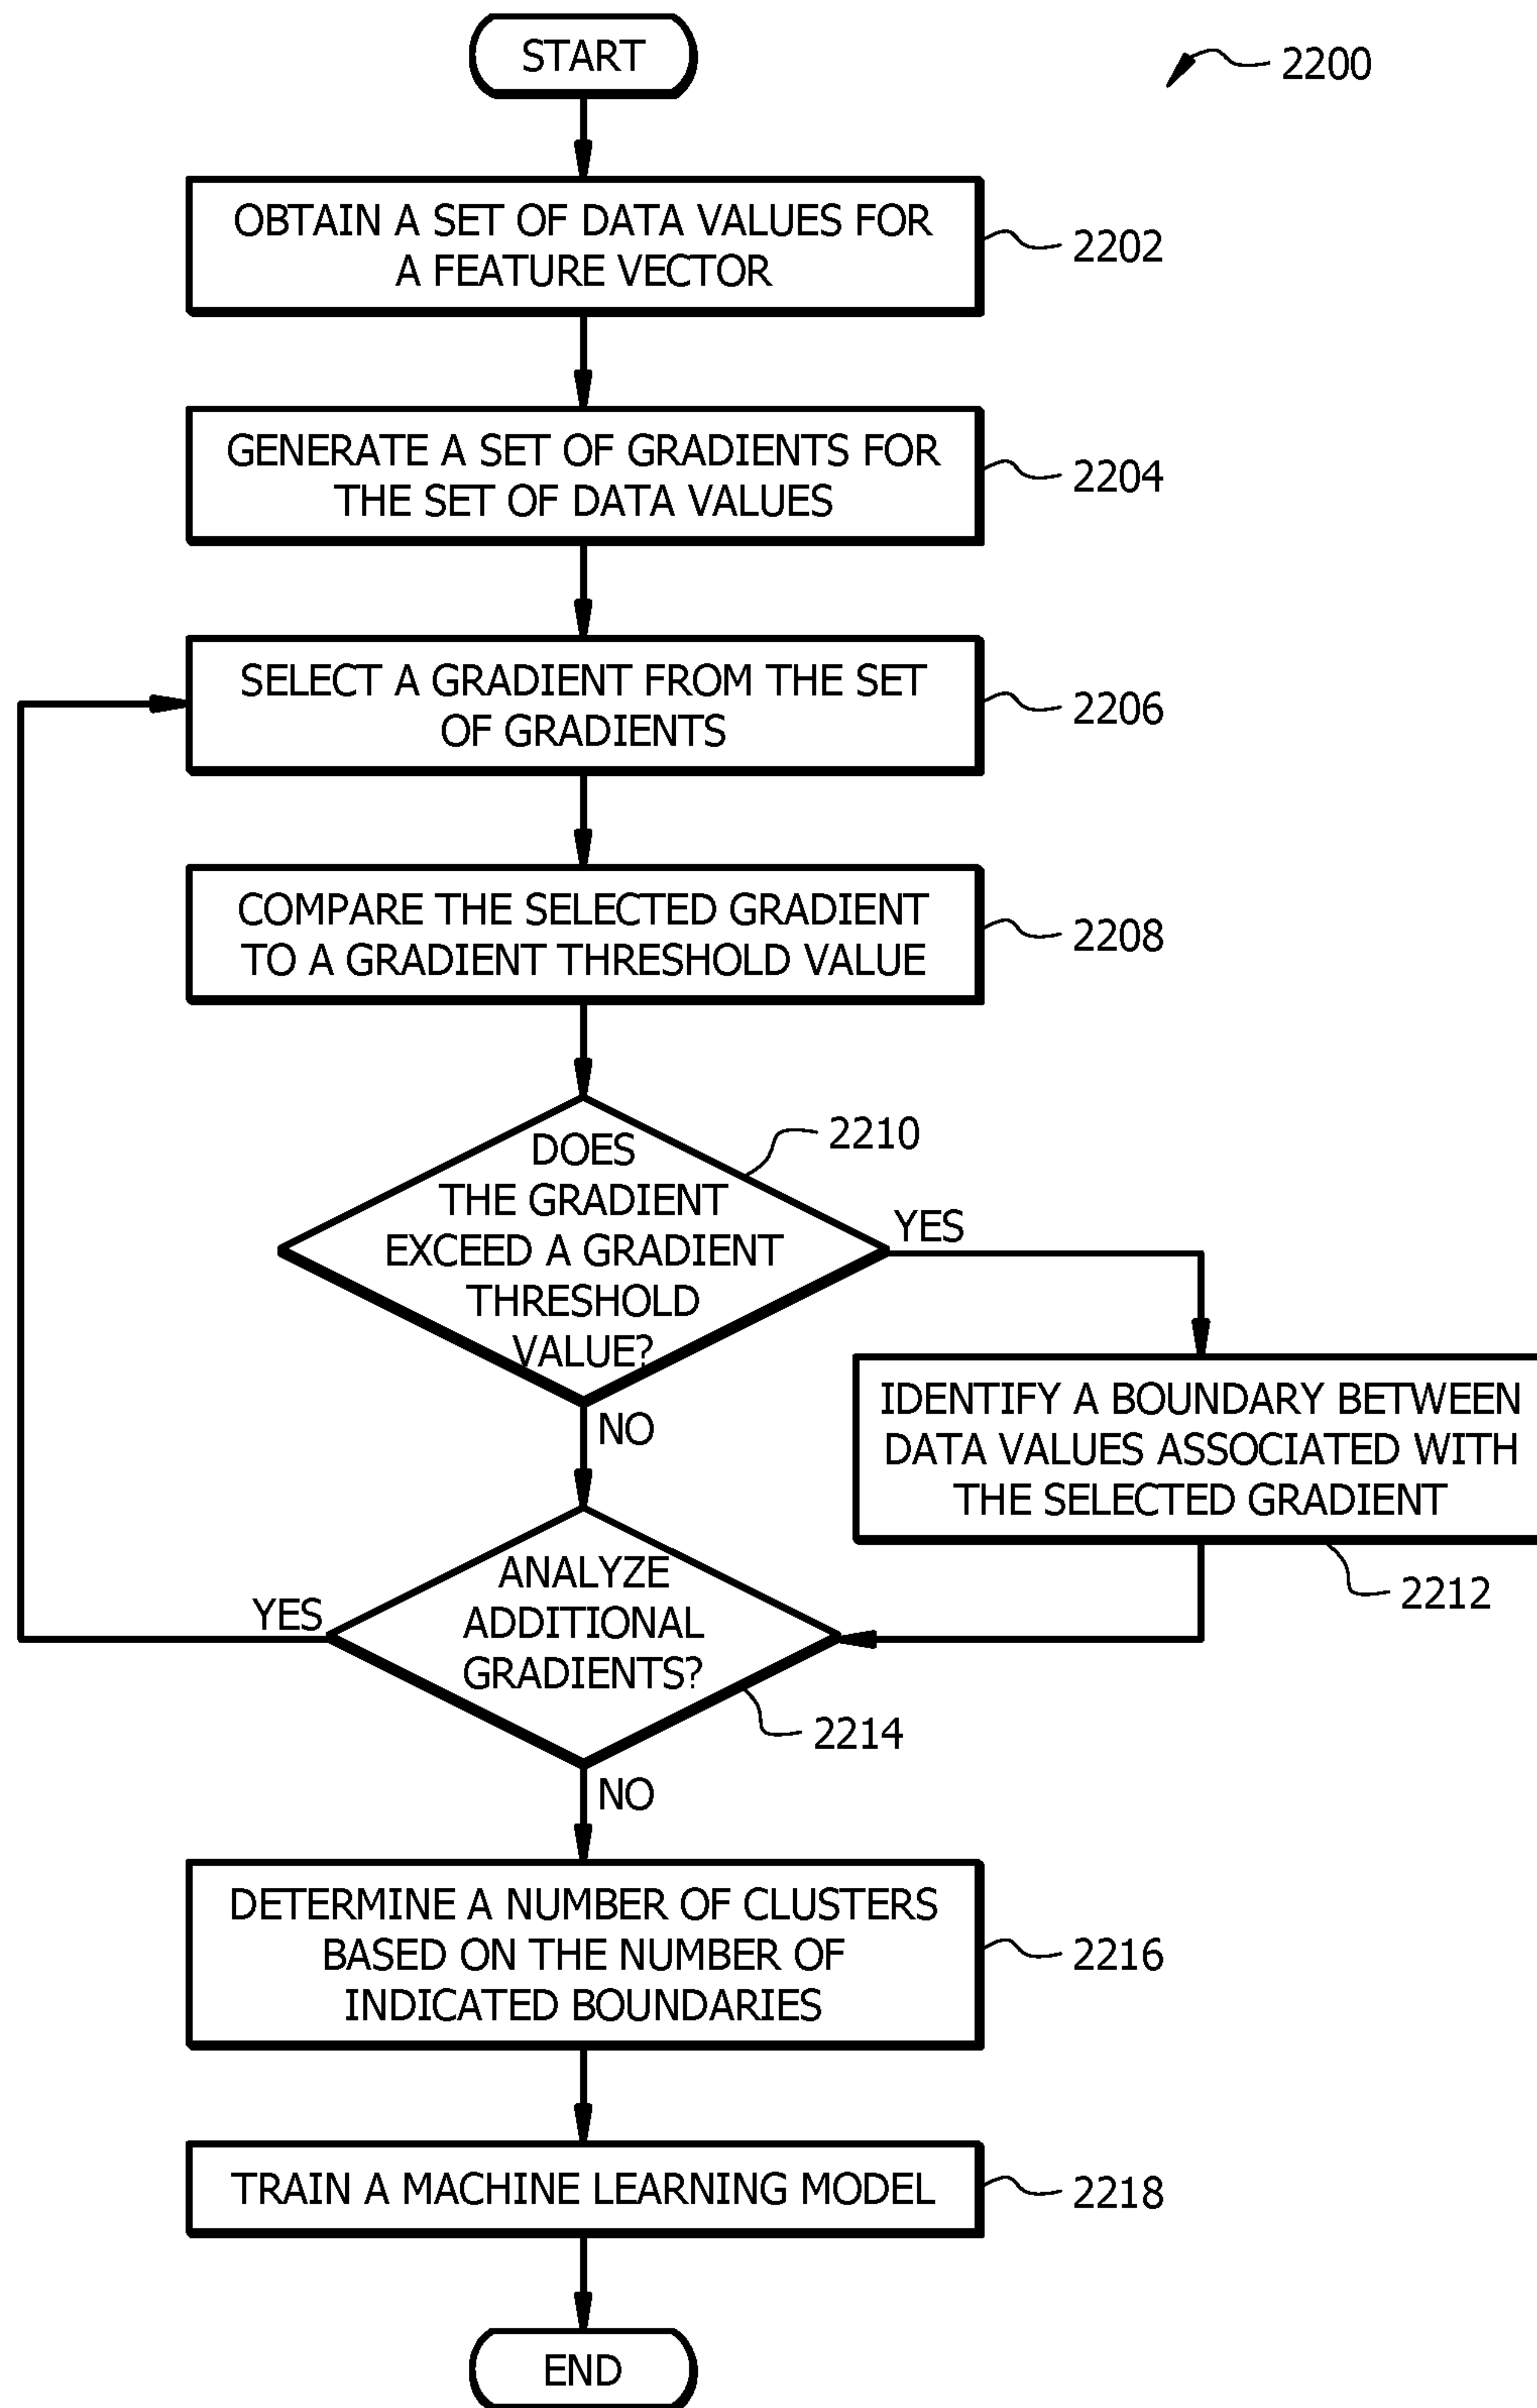 START
2200
OBTAIN A SET OF DATA VALUES FOR
A FEATURE VECTOR
2202
GENERATE A SET OF GRADIENTS FOR
THE SET OF DATA VALUES
2204
SELECT A GRADIENT FROM THE SET
OF GRADIENTS
2206
COMPARE THE SELECTED GRADIENT
TO A GRADIENT THRESHOLD VALUE
2208
DOES
THE GRADIENT
EXCEED A GRADIENT
THRESHOLD
VALUE?
2210
YES
NO
IDENTIFY A BOUNDARY BETWEEN
DATA VALUES ASSOCIATED WITH
THE SELECTED GRADIENT
2212
ANALYZE
ADDITIONAL
GRADIENTS?
YES
2214
NO
DETERMINE A NUMBER OF CLUSTERS
BASED ON THE NUMBER OF
INDICATED BOUNDARIES
2216
TRAIN A MACHINE LEARNING MODEL
2218
END